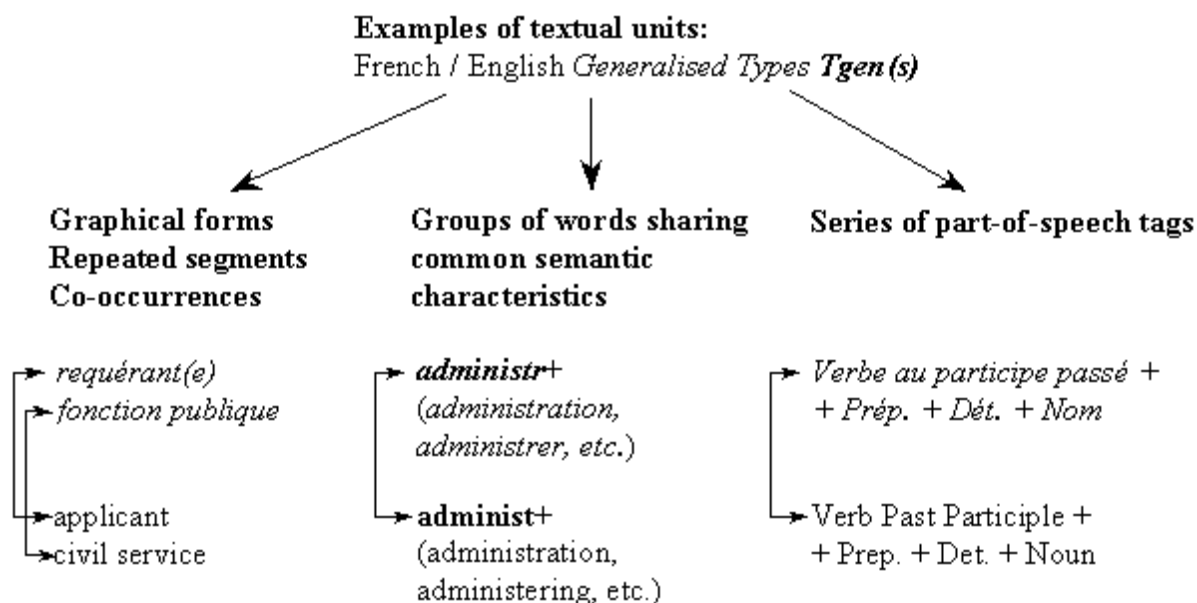 Examples of textual units:
French / English Generalised Types Tgen(s)
Graphical forms
Repeated segments
Co-occurrences
requérant(e)
fonction publique
applicant
civil service
Groups of words sharing
common semantic
characteristics
administr+
(administration,
administrer, etc.)
administ+
(administration,
administering, etc.)
Series of part-of-speech tags
Verbe au participe passé +
+ Prép. + Dét. + Nom
Verb Past Participle +
+ Prep. + Det. + Noun